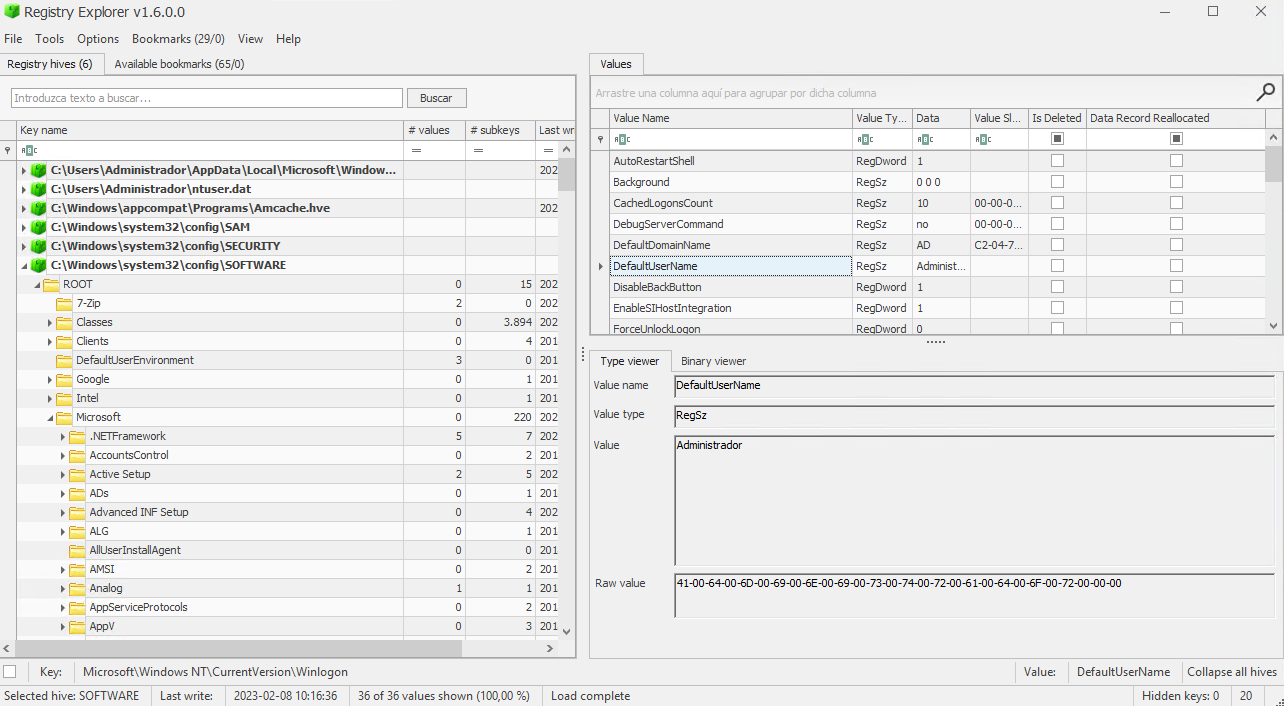 Registry Explorer v1.6.0.0
File Tools Options Bookmarks (29/0) View Help
Registry hives (6) Available bookmarks (65/0)
Introduzca texto a buscar... Buscar
Key name # values # subkeys Last wri
= = =
C:\Users\Administrador\AppData\Local\Microsoft\Window... 202
C:\Users\Administrador\ntuser.dat
C:\Windows\appcompat\Programs\Amcache.hve 202
C:\Windows\system32\config\SAM
C:\Windows\system32\config\SECURITY
C:\Windows\system32\config\SOFTWARE
ROOT 0 15 202
7-Zip 2 0 202
Classes 0 3.894 202
Clients 0 4 201
DefaultUserEnvironment 3 0 201
Google 0 1 201
Intel 0 1 201
Microsoft 0 220 202
.NETFramework 5 7 202
AccountsControl 0 2 201
Active Setup 2 5 202
ADs 0 1 201
Advanced INF Setup 0 4 202
ALG 0 1 201
AllUserInstallAgent 0 0 201
AMSI 0 2 201
Analog 1 1 201
AppServiceProtocols 0 2 201
AppV 0 3 201
Values
Arrastre una columna aquí para agrupar por dicha columna
Value Name Value Ty... Data Value Sl... Is Deleted Data Record Reallocated
AutoRestartShell RegDword 1
Background RegSz 0 0 0
CachedLogonsCount RegSz 10 00-00-0...
DebugServerCommand RegSz no 00-00-0...
DefaultDomainName RegSz AD C2-04-7...
DefaultUserName RegSz Administ...
DisableBackButton RegDword 1
EnableSIHostIntegration RegDword 1
ForceUnlockLogon RegDword 0
Type viewer Binary viewer
Value name DefaultUserName
Value type RegSz
Value Administrador
Raw value 41-00-64-00-6D-00-69-00-6E-00-69-00-73-00-74-00-72-00-61-00-64-00-6F-00-72-00-00-00
Key: Microsoft\Windows NT\CurrentVersion\Winlogon Value: DefaultUserName Collapse all hives
Selected hive: SOFTWARE Last write: 2023-02-08 10:16:36 36 of 36 values shown (100,00 %) Load complete Hidden keys: 0 20